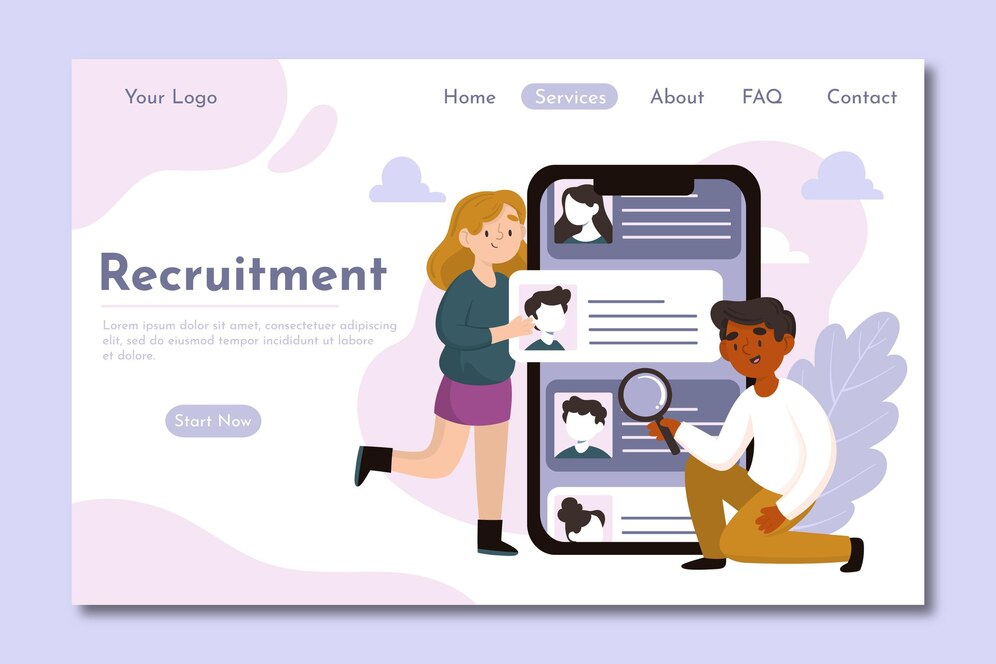 Your Logo
Home Services About FAQ Contact
Recruitment
Lorem ipsum dolor sit amet, consectetuer adipiscing
elit, sed do eiusmod tempor incididunt ut labore
et dolore.
Start Now